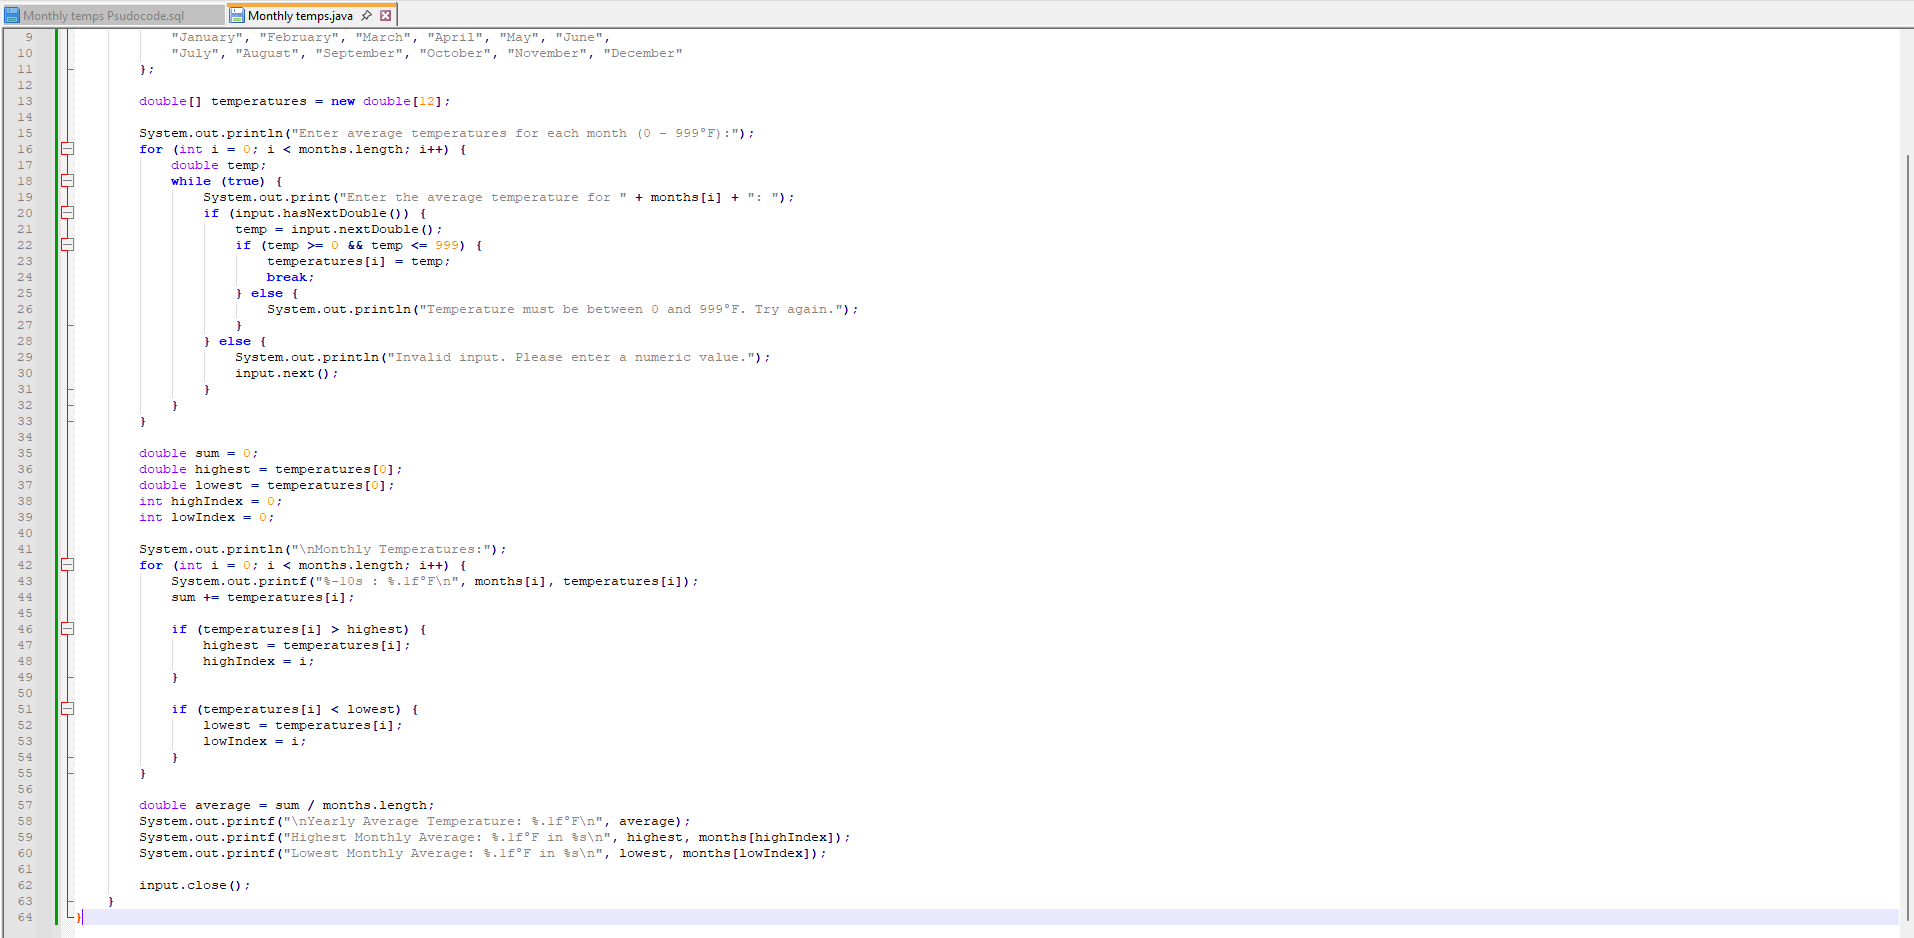 Monthly temps Psudocode.sql
Monthly temps.java
9 "January", "February", "March", "April", "May", "June",
10 "July", "August", "September", "October", "November", "December"
11 };
12
13 double[] temperatures = new double[12];
14
15 System.out.println("Enter average temperatures for each month (0 - 999°F):");
16 for (int i = 0; i < months.length; i++) {
17 double temp;
18 while (true) {
19 System.out.print("Enter the average temperature for " + months[i] + ": ");
20 if (input.hasNextDouble()) {
21 temp = input.nextDouble();
22 if (temp >= 0 && temp <= 999) {
23 temperatures[i] = temp;
24 break;
25 } else {
26 System.out.println("Temperature must be between 0 and 999°F. Try again.");
27 }
28 } else {
29 System.out.println("Invalid input. Please enter a numeric value.");
30 input.next();
31 }
32 }
33 }
34
35 double sum = 0;
36 double highest = temperatures[0];
37 double lowest = temperatures[0];
38 int highIndex = 0;
39 int lowIndex = 0;
40
41 System.out.println("\nMonthly Temperatures:");
42 for (int i = 0; i < months.length; i++) {
43 System.out.printf("%-10s : %.1f°F\n", months[i], temperatures[i]);
44 sum += temperatures[i];
45
46 if (temperatures[i] > highest) {
47 highest = temperatures[i];
48 highIndex = i;
49 }
50
51 if (temperatures[i] < lowest) {
52 lowest = temperatures[i];
53 lowIndex = i;
54 }
55 }
56
57 double average = sum / months.length;
58 System.out.printf("\nYearly Average Temperature: %.1f°F\n", average);
59 System.out.printf("Highest Monthly Average: %.1f°F in %s\n", highest, months[highIndex]);
60 System.out.printf("Lowest Monthly Average: %.1f°F in %s\n", lowest, months[lowIndex]);
61
62 input.close();
63 }
64 }